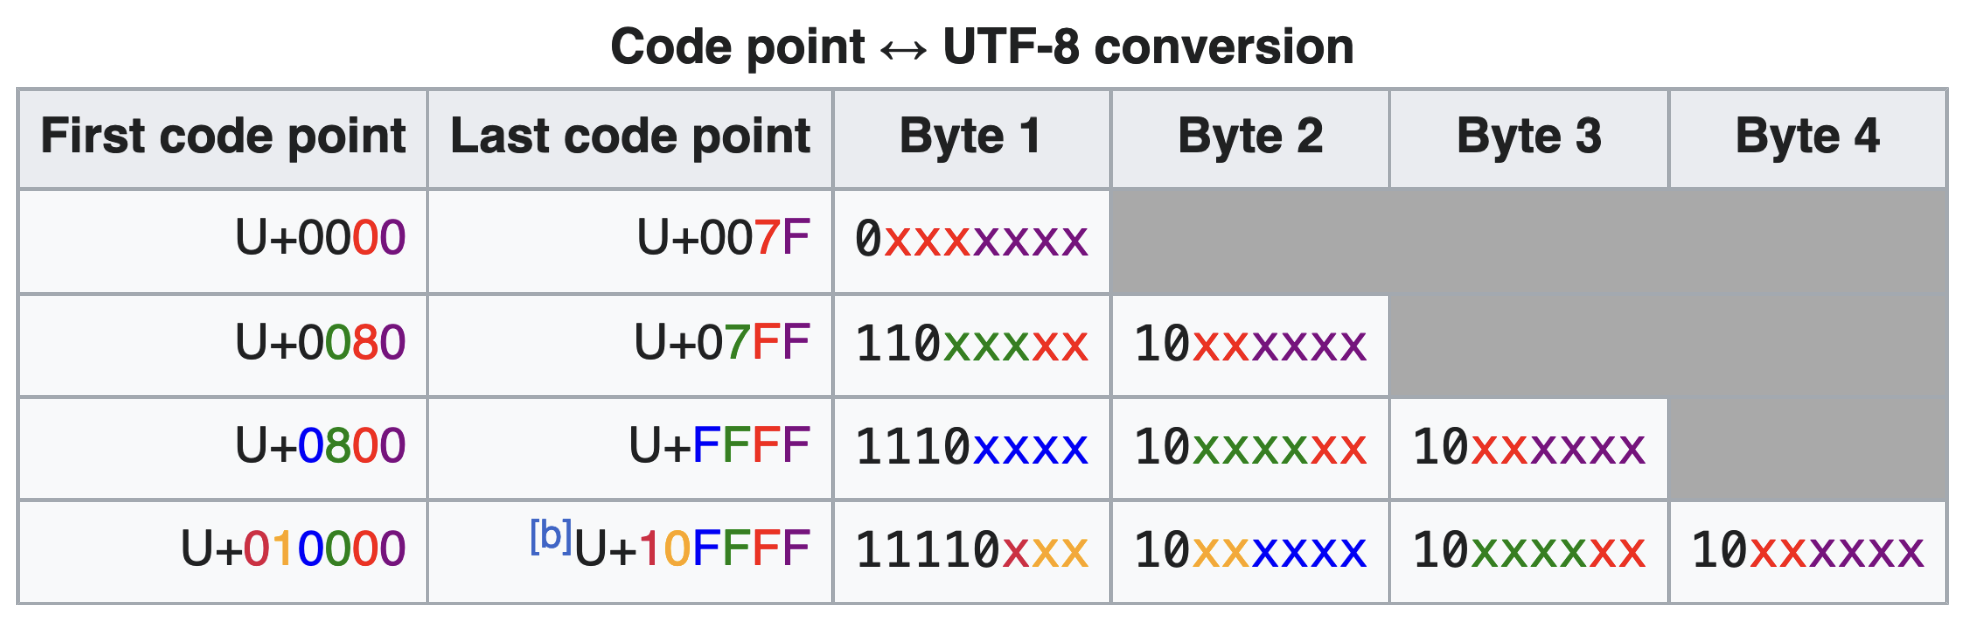 Code point ↔ UTF-8 conversion
First code point Last code point Byte 1 Byte 2 Byte 3 Byte 4
U+0000 U+007F 0xxxxxxx
U+0080 U+07FF 110xxxxx 10xxxxxx
U+0800 U+FFFF 1110xxxx 10xxxxxx 10xxxxxx
U+010000 [b]U+10FFFF 11110xxx 10xxxxxx 10xxxxxx 10xxxxxx